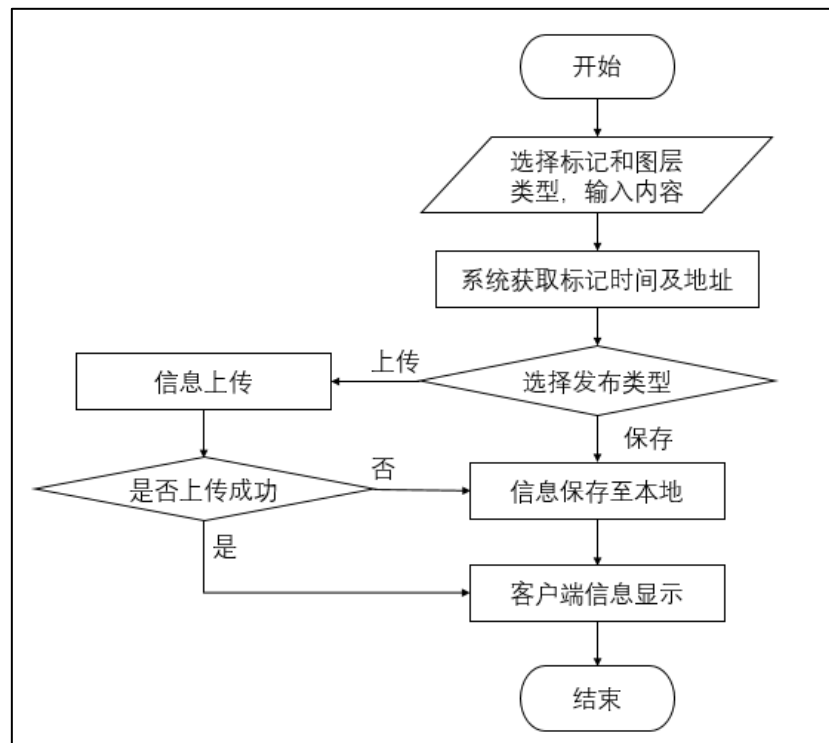 开始
选择标记和图层
类型，输入内容
系统获取标记时间及地址
上传
选择发布类型
信息上传
保存
否
是否上传成功
信息保存至本地
是
客户端信息显示
结束